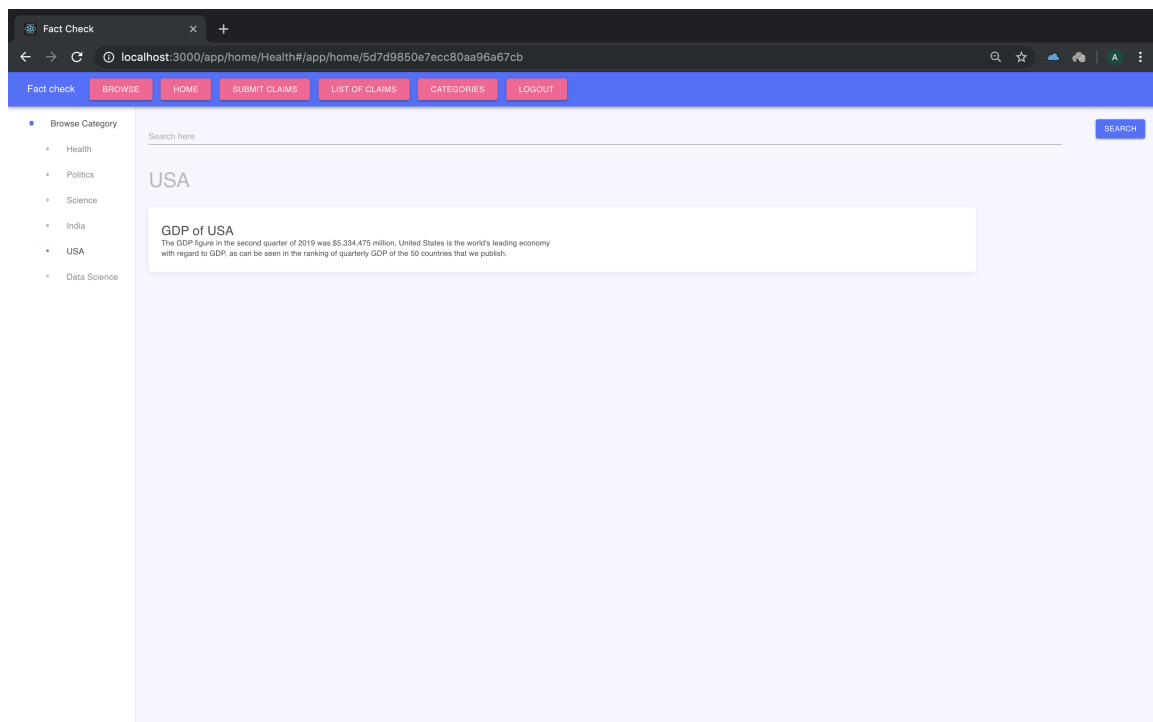 Fact Check
localhost:3000/app/home/Health#/app/home/5d7d9850e7ecc80aa96a67cb
A
Fact check
BROWSE
HOME
SUBMIT CLAIMS
LIST OF CLAIMS
CATEGORIES
LOGOUT
Browse Category
Health
Politics
Science
India
USA
Data Science
Search here
SEARCH
USA
GDP of USA
The GDP figure in the second quarter of 2019 was $5,334,475 million, United States is the world's leading economy
with regard to GDP, as can be seen in the ranking of quarterly GDP of the 50 countries that we publish.